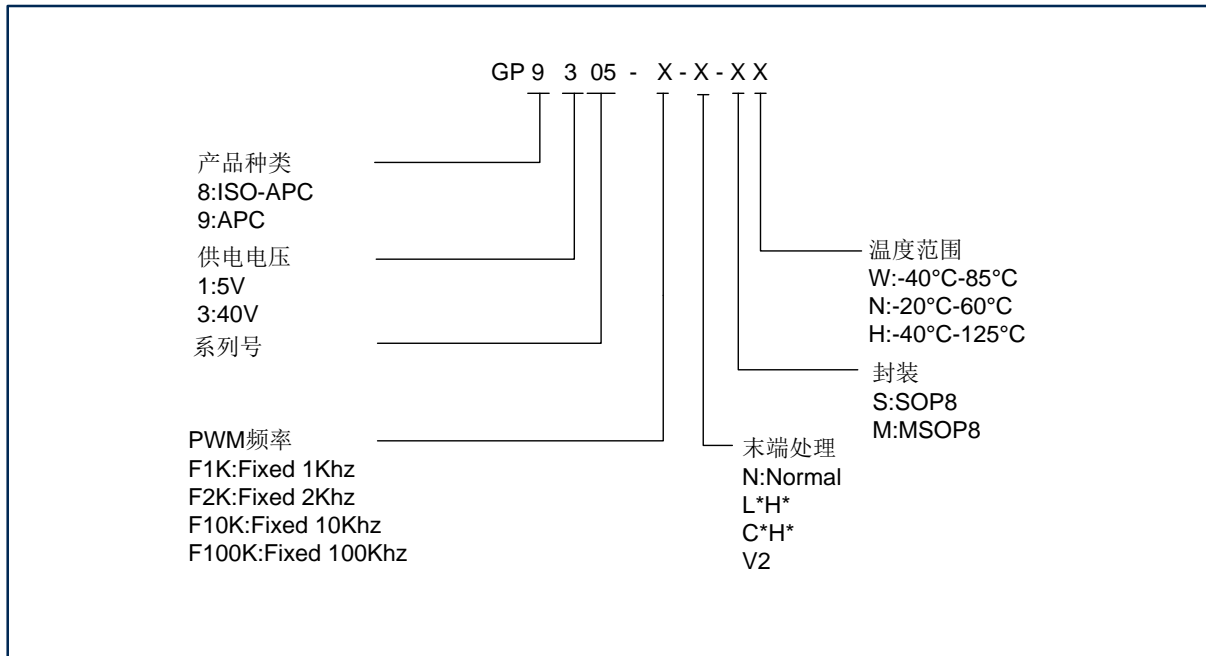 GP 9 3 05 - X - X - X X
产品种类
8:ISO-APC
9:APC
供电电压
1:5V
3:40V
系列号
PWM频率
F1K:Fixed 1Khz
F2K:Fixed 2Khz
F10K:Fixed 10Khz
F100K:Fixed 100Khz
温度范围
W:-40°C-85°C
N:-20°C-60°C
H:-40°C-125°C
封装
S:SOP8
M:MSOP8
末端处理
N:Normal
L*H*
C*H*
V2